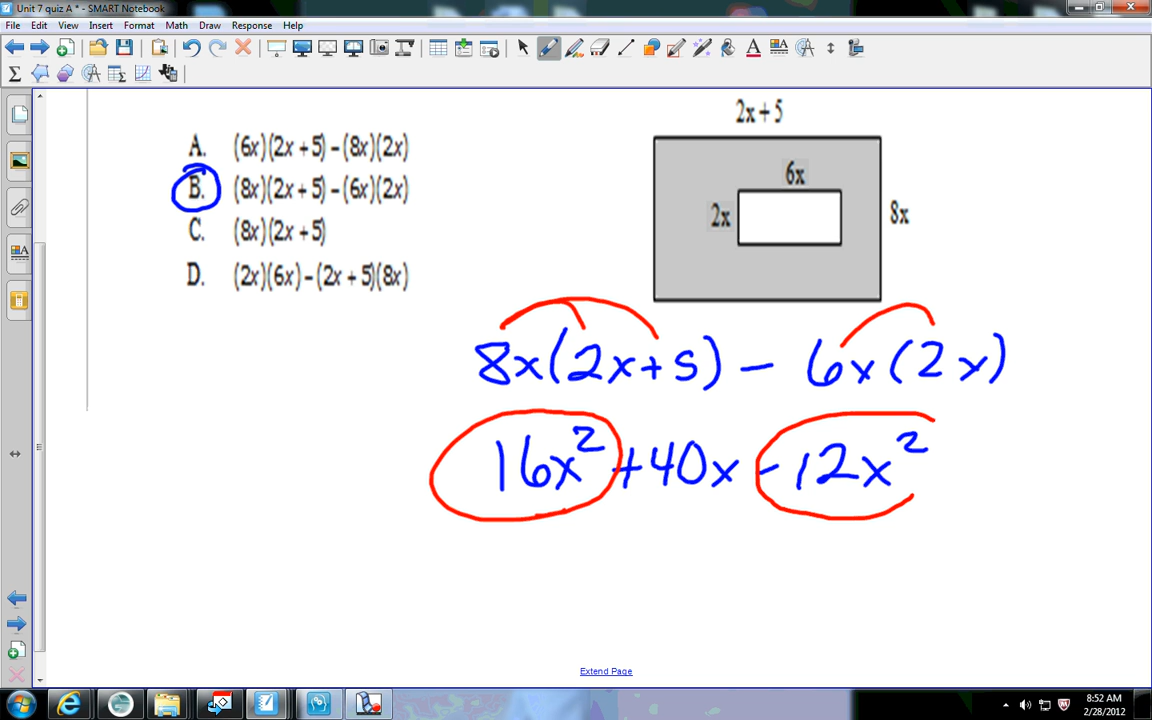 Unit 7 quiz A * - SMART Notebook
File Edit View Insert Format Math Draw Response Help
2x + 5
A. (6x)(2x + 5) – (8x)(2x)
B. (8x)(2x + 5) – (6x)(2x)
C. (8x)(2x + 5)
D. (2x)(6x) – (2x + 5)(8x)
6x
2x
8x
8x(2x+5) - 6x(2x)
16x² +40x -12x²
Extend Page
8:52 AM
2/28/2012